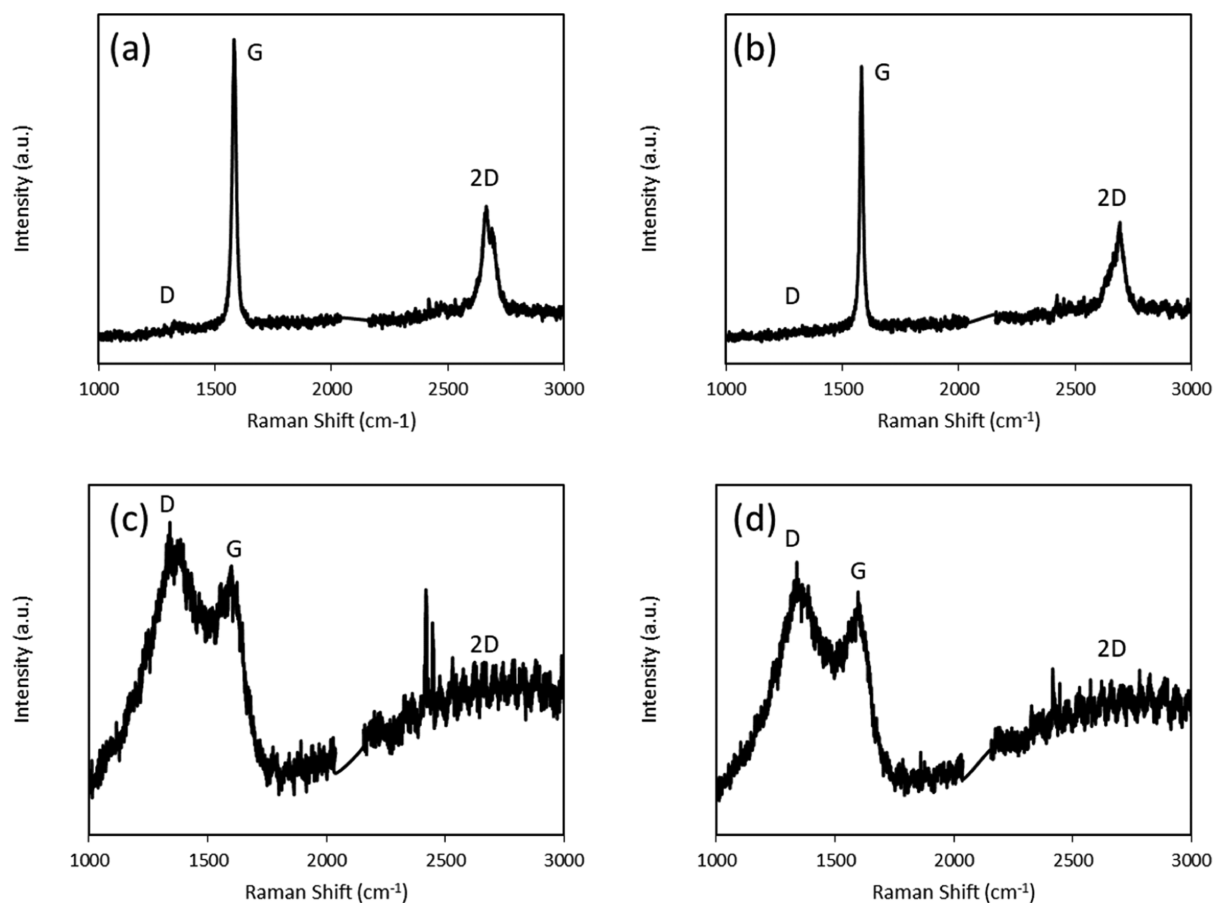 (a)
G
2D
D
Intensity (a.u.)
1000 1500 2000 2500 3000
Raman Shift (cm-1)
(b)
G
2D
D
Intensity (a.u.)
1000 1500 2000 2500 3000
Raman Shift (cm⁻¹)
(c)
D
G
2D
Intensity (a.u.)
1000 1500 2000 2500 3000
Raman Shift (cm⁻¹)
(d)
D
G
2D
Intensity (a.u.)
1000 1500 2000 2500 3000
Raman Shift (cm⁻¹)